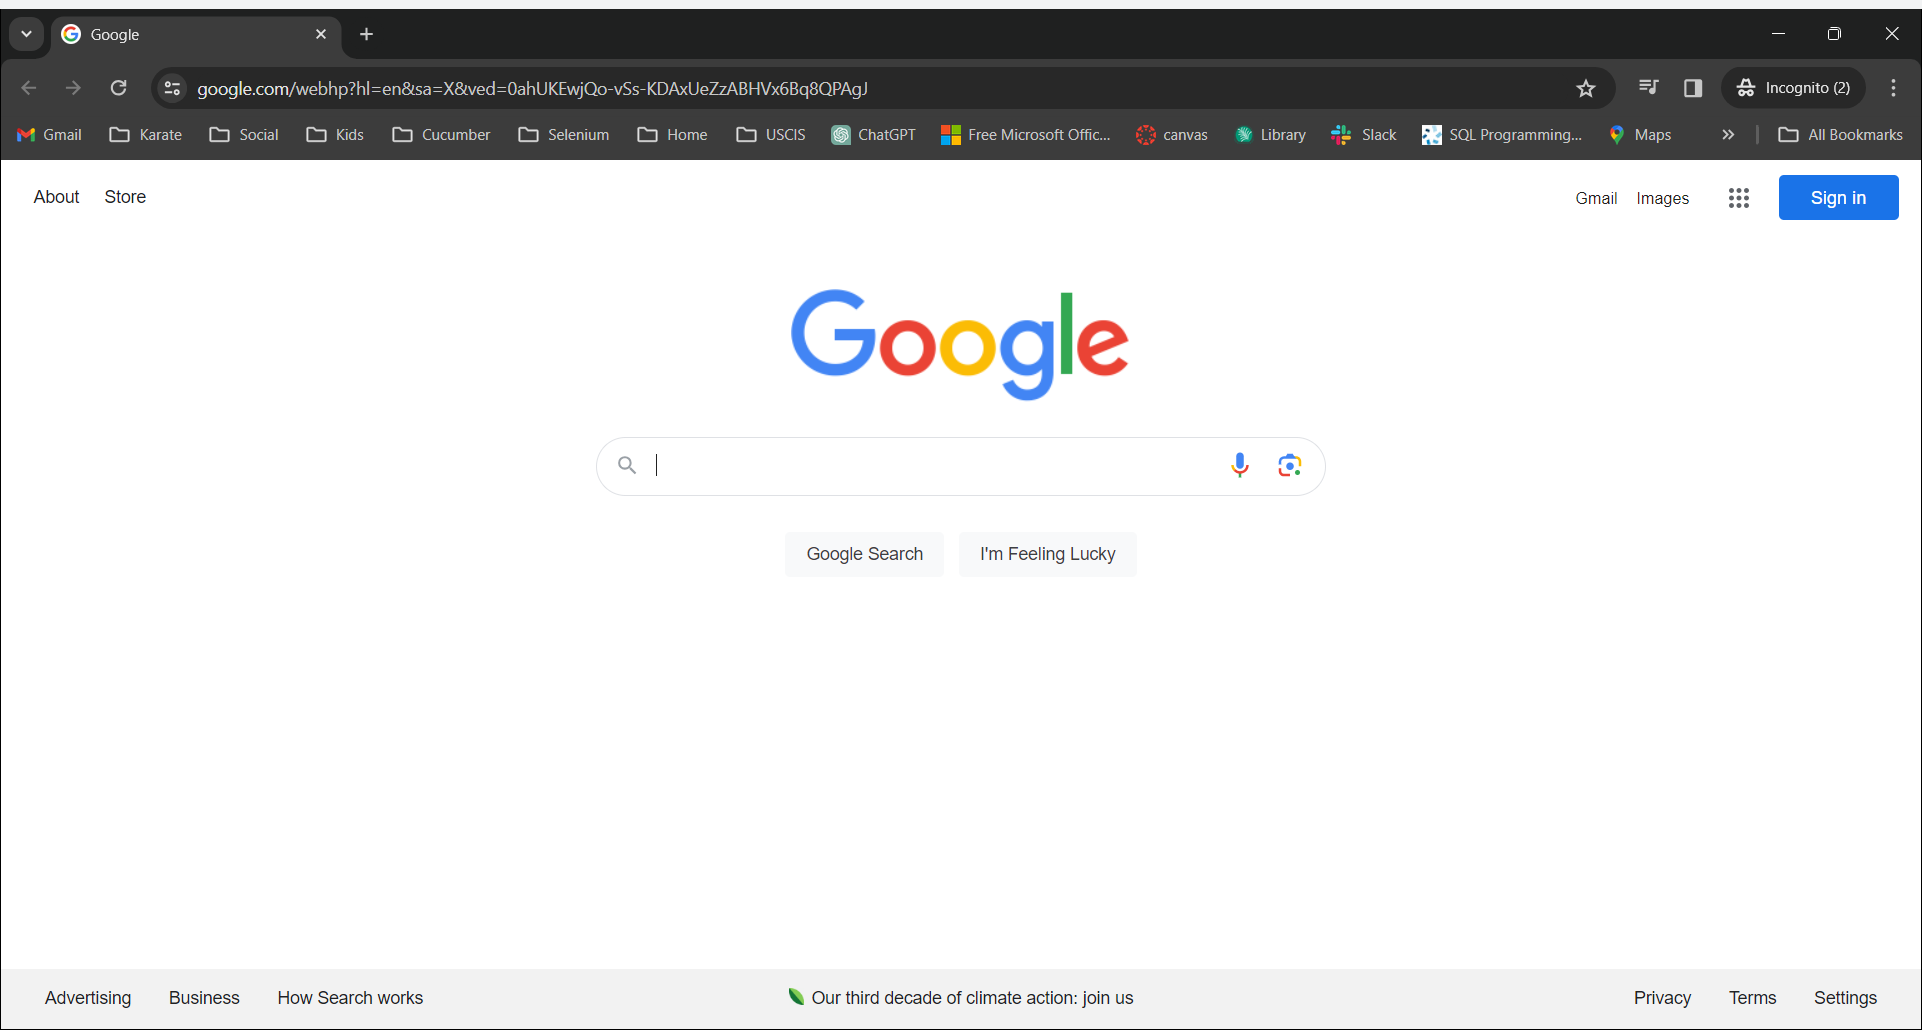 Google
google.com/webhp?hl=en&sa=X&ved=0ahUKEwjQo-vSs-KDAxUeZzABHVx6Bq8QPAgJ
Incognito (2)
Gmail Karate Social Kids Cucumber Selenium Home USCIS ChatGPT Free Microsoft Offic... canvas Library Slack SQL Programming... Maps » All Bookmarks
About Store Gmail Images Sign in
Google
Google Search I'm Feeling Lucky
Advertising Business How Search works Our third decade of climate action: join us Privacy Terms Settings